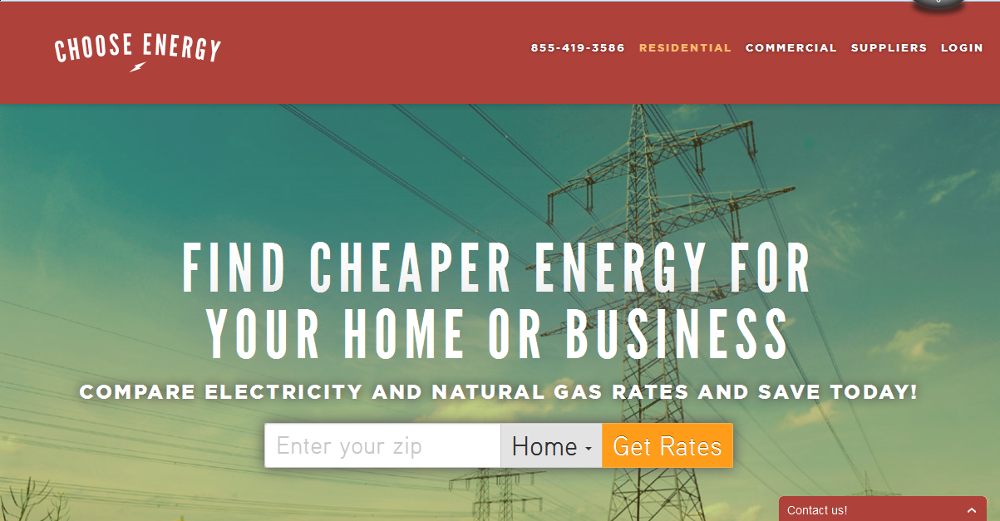 CHOOSE ENERGY
855-419-3586 RESIDENTIAL COMMERCIAL SUPPLIERS LOGIN
FIND CHEAPER ENERGY FOR
YOUR HOME OR BUSINESS
COMPARE ELECTRICITY AND NATURAL GAS RATES AND SAVE TODAY!
Enter your zip Home Get Rates
Contact us!